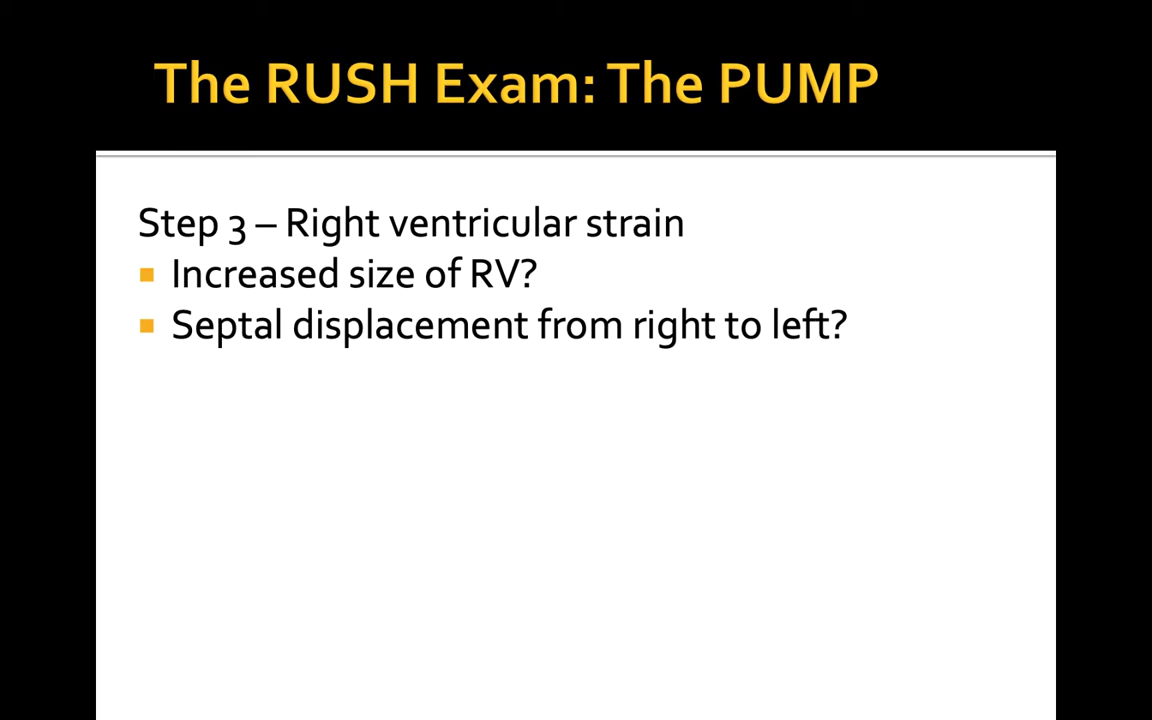 The RUSH Exam: The PUMP
Step 3 – Right ventricular strain
Increased size of RV?
Septal displacement from right to left?